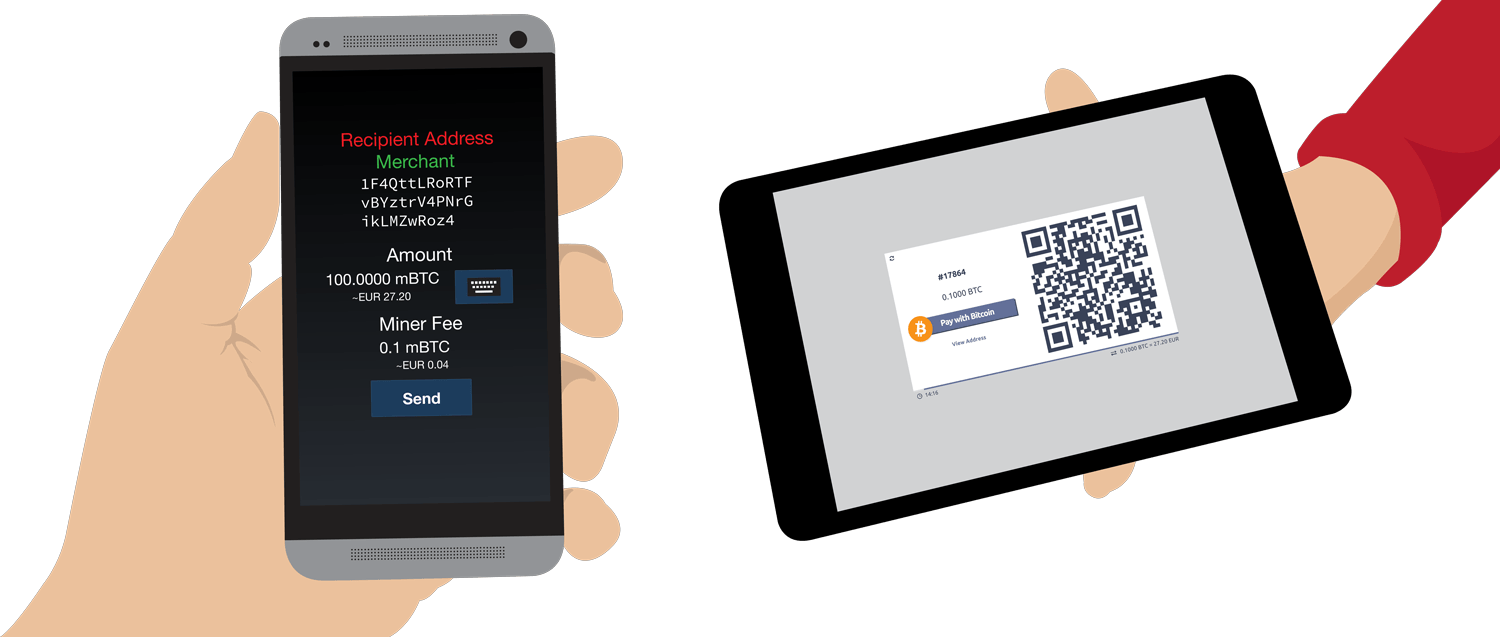 Recipient Address
Merchant
1F4QttLRoRTF
vBYztrV4PNrG
ikLMZwRoz4
Amount
100.0000 mBTC
~EUR 27.20
Miner Fee
0.1 mBTC
~EUR 0.04
Send
#17864
0.1000 BTC
Pay with Bitcoin
View Address
0.1000 BTC = 27.20 EUR
14:16